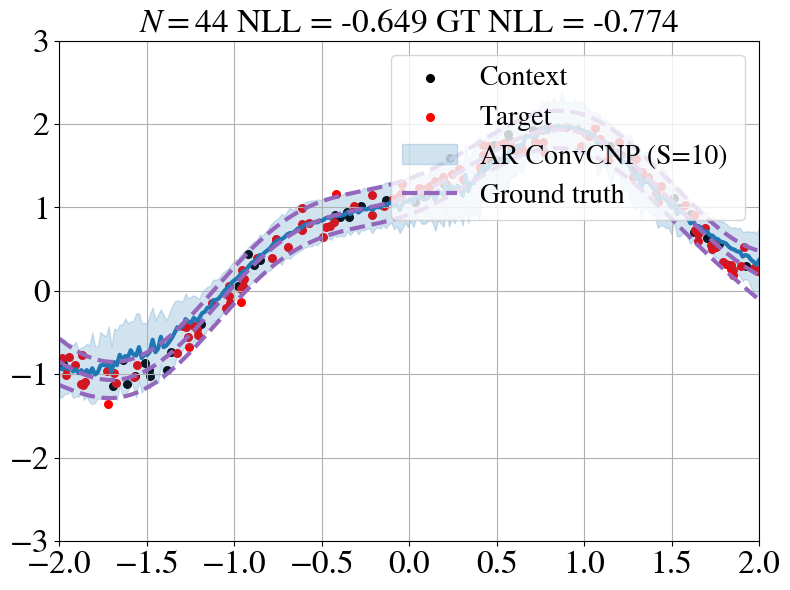 N = 44 NLL = -0.649 GT NLL = -0.774
3
2
1
0
−1
−2
−3
Context
Target
AR ConvCNP (S=10)
Ground truth
−2.0 −1.5 −1.0 −0.5 0.0 0.5 1.0 1.5 2.0